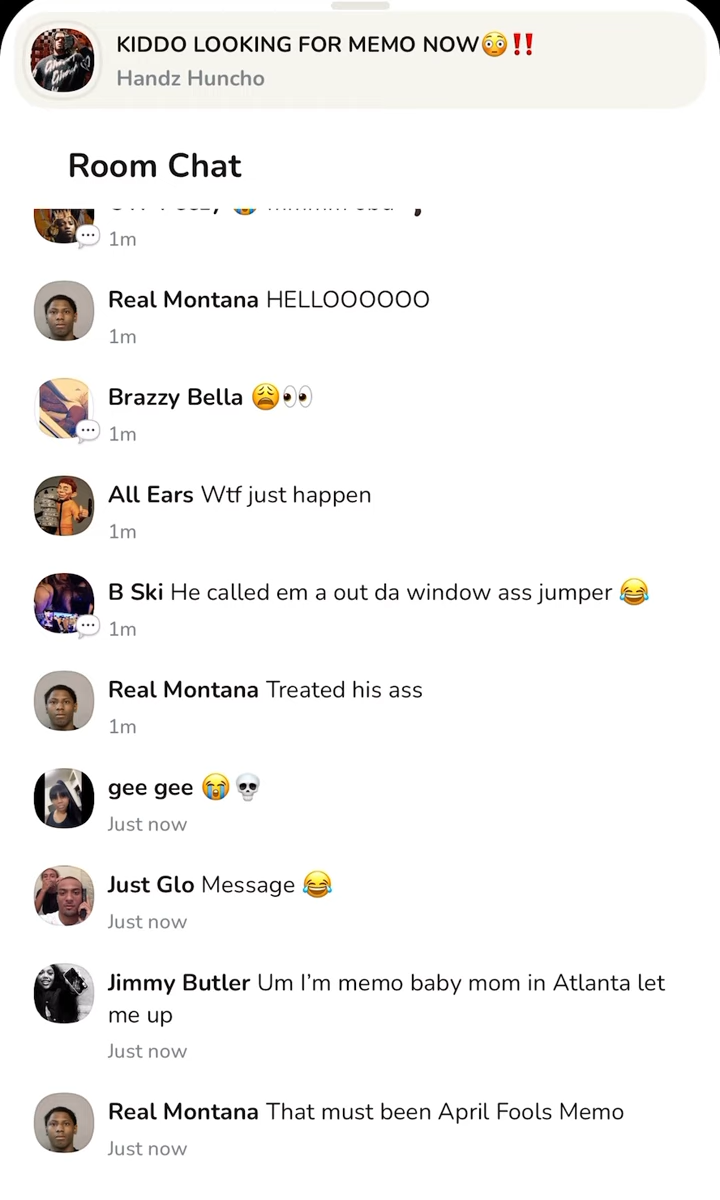 KIDDO LOOKING FOR MEMO NOW😳‼️
Handz Huncho
Room Chat
1m
Real Montana HELLOOOOOO
1m
Brazzy Bella 😩👀
1m
All Ears Wtf just happen
1m
B Ski He called em a out da window ass jumper 😂
1m
Real Montana Treated his ass
1m
gee gee 😭💀
Just now
Just Glo Message 😂
Just now
Jimmy Butler Um I'm memo baby mom in Atlanta let
me up
Just now
Real Montana That must been April Fools Memo
Just now